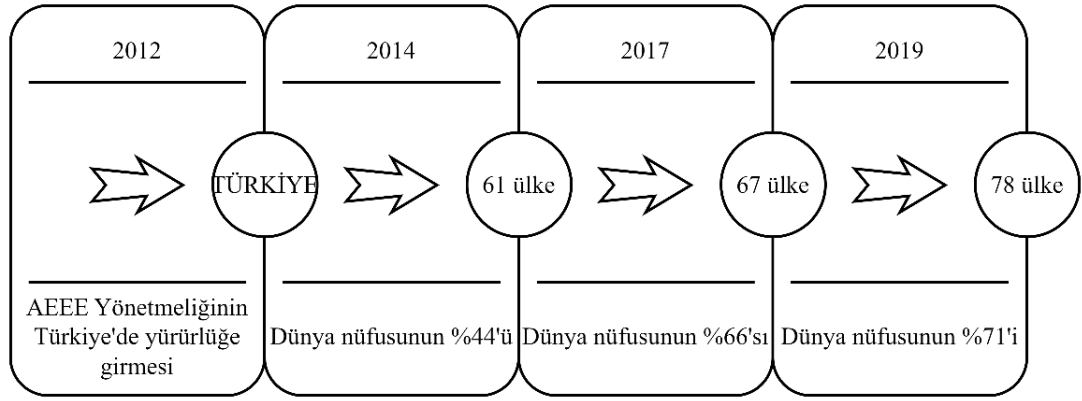 2012
TÜRKİYE
AEEE Yönetmeliğinin
Türkiye'de yürürlüğe
girmesi
2014
61 ülke
Dünya nüfusunun %44'ü
2017
67 ülke
Dünya nüfusunun %66'sı
2019
78 ülke
Dünya nüfusunun %71'i